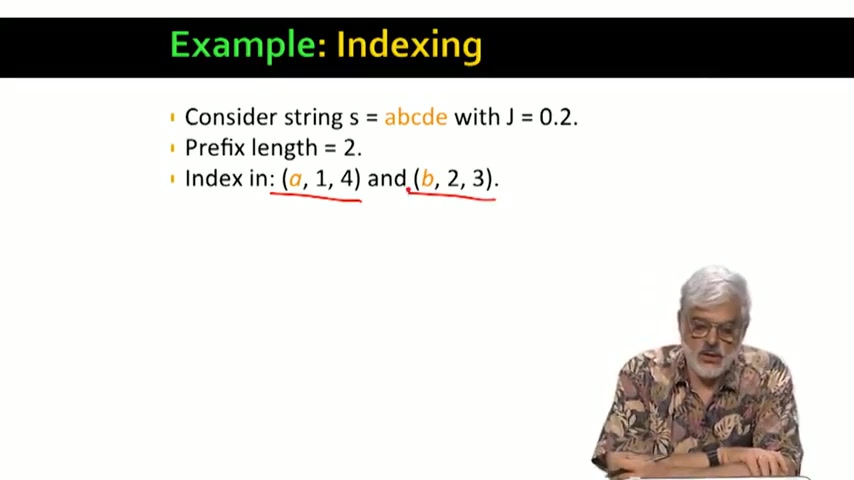 Example: Indexing
Consider string s = abcde with J = 0.2.
Prefix length = 2.
Index in: (a, 1, 4) and (b, 2, 3).